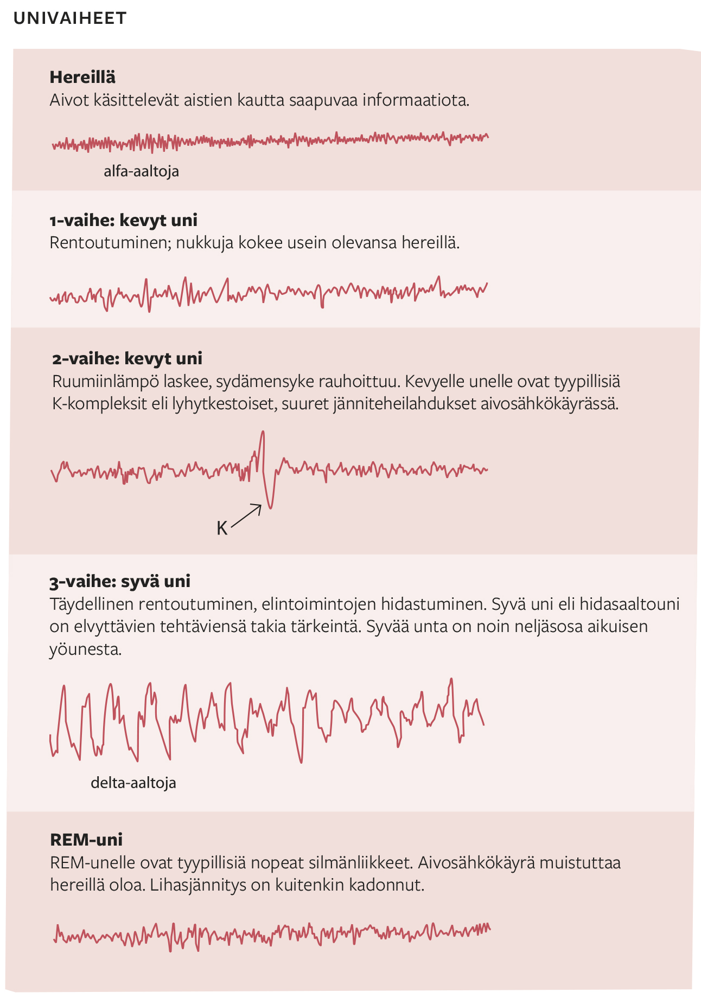 UNIVAIHEET
Hereillä
Aivot käsittelevät aistien kautta saapuvaa informaatiota.
alfa-aaltoja
1-vaihe: kevyt uni
Rentoutuminen; nukkuja kokee usein olevansa hereillä.
2-vaihe: kevyt uni
Ruumiinlämpö laskee, sydämensyke rauhoittuu. Kevyelle unelle ovat tyypillisiä
K-kompleksit eli lyhytkestoiset, suuret jänniteheilahdukset aivosähkökäyrässä.
K
3-vaihe: syvä uni
Täydellinen rentoutuminen, elintoimintojen hidastuminen. Syvä uni eli hidasaaltouni
on elvyttävien tehtäviensä takia tärkeintä. Syvää unta on noin neljäsosa aikuisen
yöunesta.
delta-aaltoja
REM-uni
REM-unelle ovat tyypillisiä nopeat silmänliikkeet. Aivosähkökäyrä muistuttaa
hereillä oloa. Lihasjännitys on kuitenkin kadonnut.